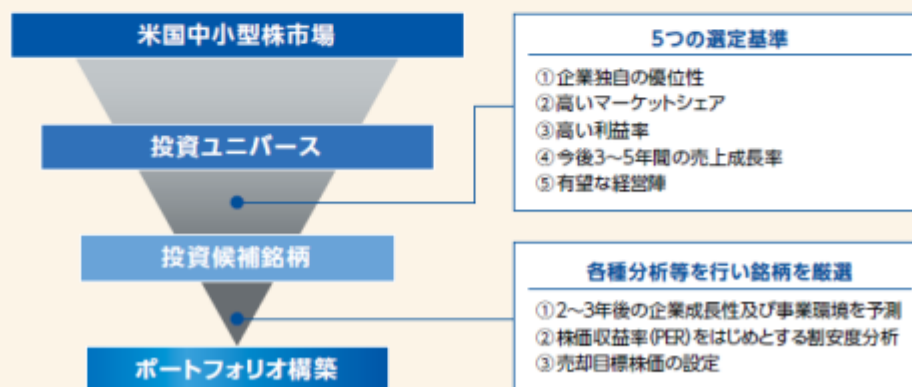 米国中小型株市場
投資ユニバース
投資候補銘柄
ポートフォリオ構築
5つの選定基準
①企業独自の優位性
②高いマーケットシェア
③高い利益率
④今後3～5年間の売上成長率
⑤有望な経営陣
各種分析等を行い銘柄を厳選
①2～3年後の企業成長性及び事業環境を予測
②株価収益率(PER)をはじめとする割安度分析
③売却目標株価の設定